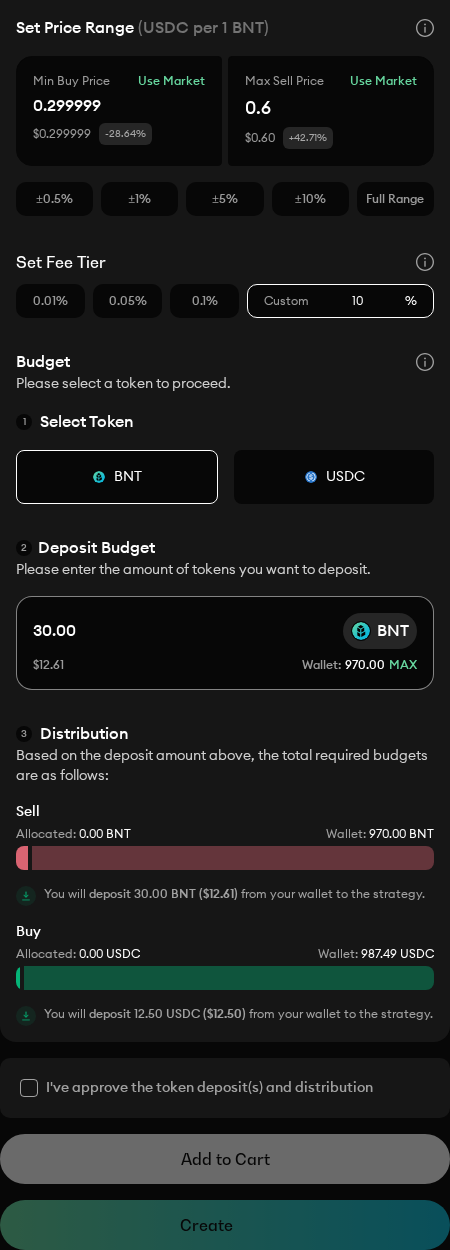 Set Price Range (USDC per 1 BNT)
Min Buy Price Use Market
0.299999
$0.299999 -28.64%
Max Sell Price Use Market
0.6
$0.60 +42.71%
±0.5% ±1% ±5% ±10% Full Range
Set Fee Tier
0.01% 0.05% 0.1% Custom 10 %
Budget
Please select a token to proceed.
1 Select Token
BNT USDC
2 Deposit Budget
Please enter the amount of tokens you want to deposit.
30.00 BNT
$12.61 Wallet: 970.00 MAX
3 Distribution
Based on the deposit amount above, the total required budgets
are as follows:
Sell
Allocated: 0.00 BNT Wallet: 970.00 BNT
You will deposit 30.00 BNT ($12.61) from your wallet to the strategy.
Buy
Allocated: 0.00 USDC Wallet: 987.49 USDC
You will deposit 12.50 USDC ($12.50) from your wallet to the strategy.
I've approve the token deposit(s) and distribution
Add to Cart
Create